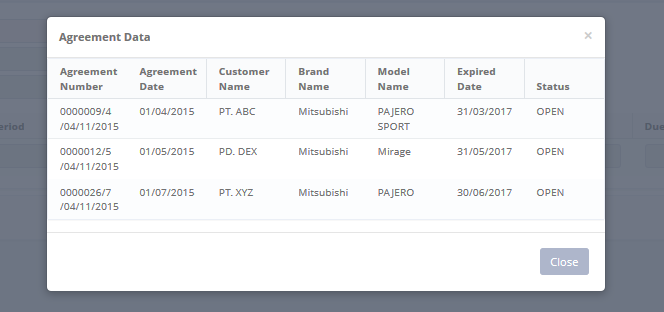 Agreement Data ×
Agreement Number Agreement Date Customer Name Brand Name Model Name Expired Date Status
0000009/4/04/11/2015 01/04/2015 PT. ABC Mitsubishi PAJERO SPORT 31/03/2017 OPEN
0000012/5/04/11/2015 01/05/2015 PD. DEX Mitsubishi Mirage 31/05/2017 OPEN
0000026/7/04/11/2015 01/07/2015 PT. XYZ Mitsubishi PAJERO 30/06/2017 OPEN
eriod Due
Close